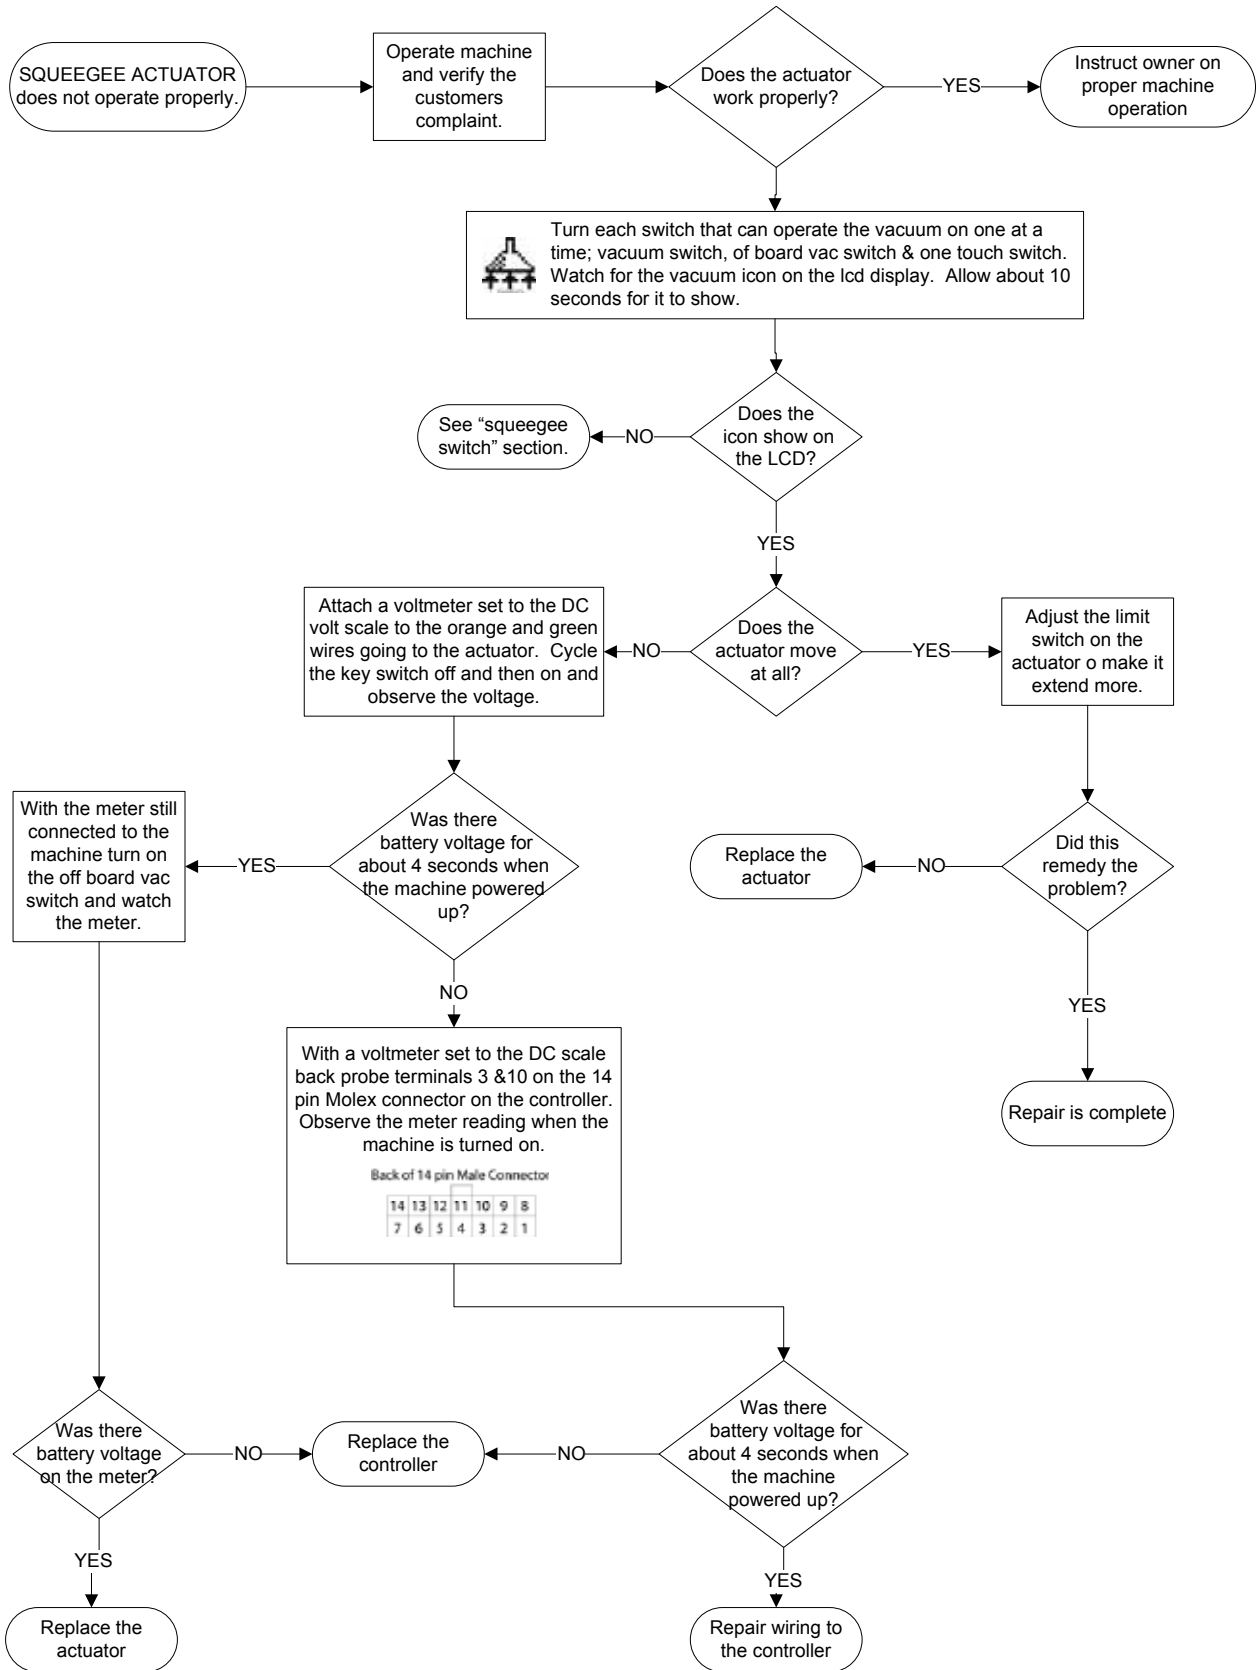 SQUEEGEE ACTUATOR
does not operate properly.
Operate machine
and verify the
customers
complaint.
Does the actuator
work properly?
YES
Instruct owner on
proper machine
operation
Turn each switch that can operate the vacuum on one at a
time; vacuum switch, of board vac switch & one touch switch.
Watch for the vacuum icon on the lcd display.  Allow about 10
seconds for it to show.
Does the
icon show on
the LCD?
NO
See “squeegee
switch” section.
YES
Does the
actuator move
at all?
NO
Attach a voltmeter set to the DC
volt scale to the orange and green
wires going to the actuator.  Cycle
the key switch off and then on and
observe the voltage.
YES
Adjust the limit
switch on the
actuator o make it
extend more.
Was there
battery voltage for
about 4 seconds when
the machine powered
up?
YES
With the meter still
connected to the
machine turn on
the off board vac
switch and watch
the meter.
Did this
remedy the
problem?
NO
Replace the
actuator
YES
Repair is complete
NO
With a voltmeter set to the DC scale
back probe terminals 3 &10 on the 14
pin Molex connector on the controller.
Observe the meter reading when the
machine is turned on.
Back of 14 pin Male Connector
14 13 12 11 10 9 8
7 6 5 4 3 2 1
Was there
battery voltage
on the meter?
NO
Replace the
controller
NO
Was there
battery voltage for
about 4 seconds when
the machine
powered up?
YES
Replace the
actuator
YES
Repair wiring to
the controller